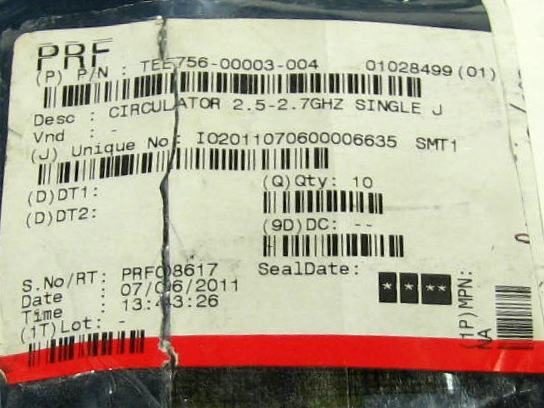 PRF
(P) P/N : TEE756-00003-004 01028499(01)
Desc : CIRCULATOR 2.5-2.7GHZ SINGLE J
Vnd : -
(J) Unique No: IO2011070600006635 SMT1
(D)DT1:
(Q)Qty: 10
(D)DT2:
(9D)DC: --
S.No/RT: PRF08617
SealDate:
Date : 07/06/2011
Time : 13:43:26
(1T)Lot: -
* * **
(1P)MPN:
NA